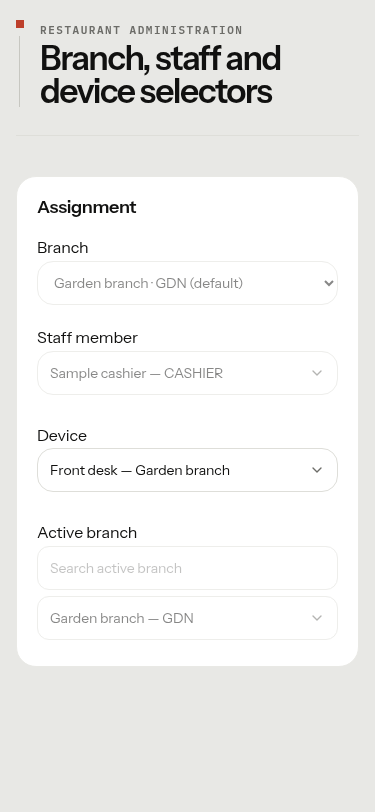 RESTAURANT ADMINISTRATION
Branch, staff and
device selectors
Assignment
Branch
Garden branch · GDN (default)
Staff member
Sample cashier — CASHIER
Device
Front desk — Garden branch
Active branch
Search active branch
Garden branch — GDN